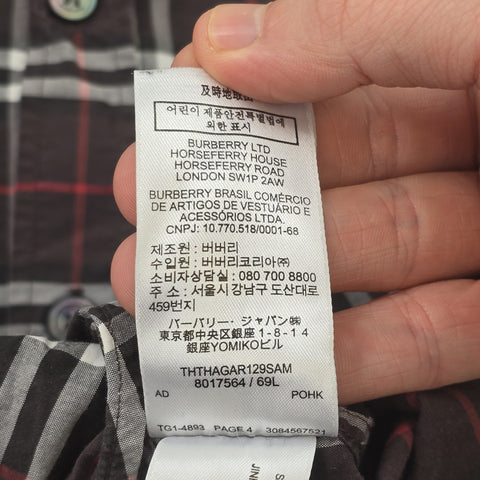 及時地取出
어린이제품안전특별법에
의한 표시
BURBERRY LTD
HORSEFERRY HOUSE
HORSEFERRY ROAD
LONDON SW1P 2AW
BURBERRY BRASIL COMÉRCIO
DE ARTIGOS DE VESTUÁRIO E
ACESSÓRIOS LTDA.
CNPJ: 10.770.518/0001-68
제조원 : 버버리
수입원 : 버버리코리아㈜
소비자상담실 : 080 700 8800
주 소 : 서울시강남구 도산대로
459번지
バーバリー・ジャパン㈱
東京都中央区銀座 1 - 8 - 1 4
銀座YOMIKOビル
THTHAGAR129SAM
8017564 / 69L
AD POHK
TG1-4893 PAGE 4 3084567521